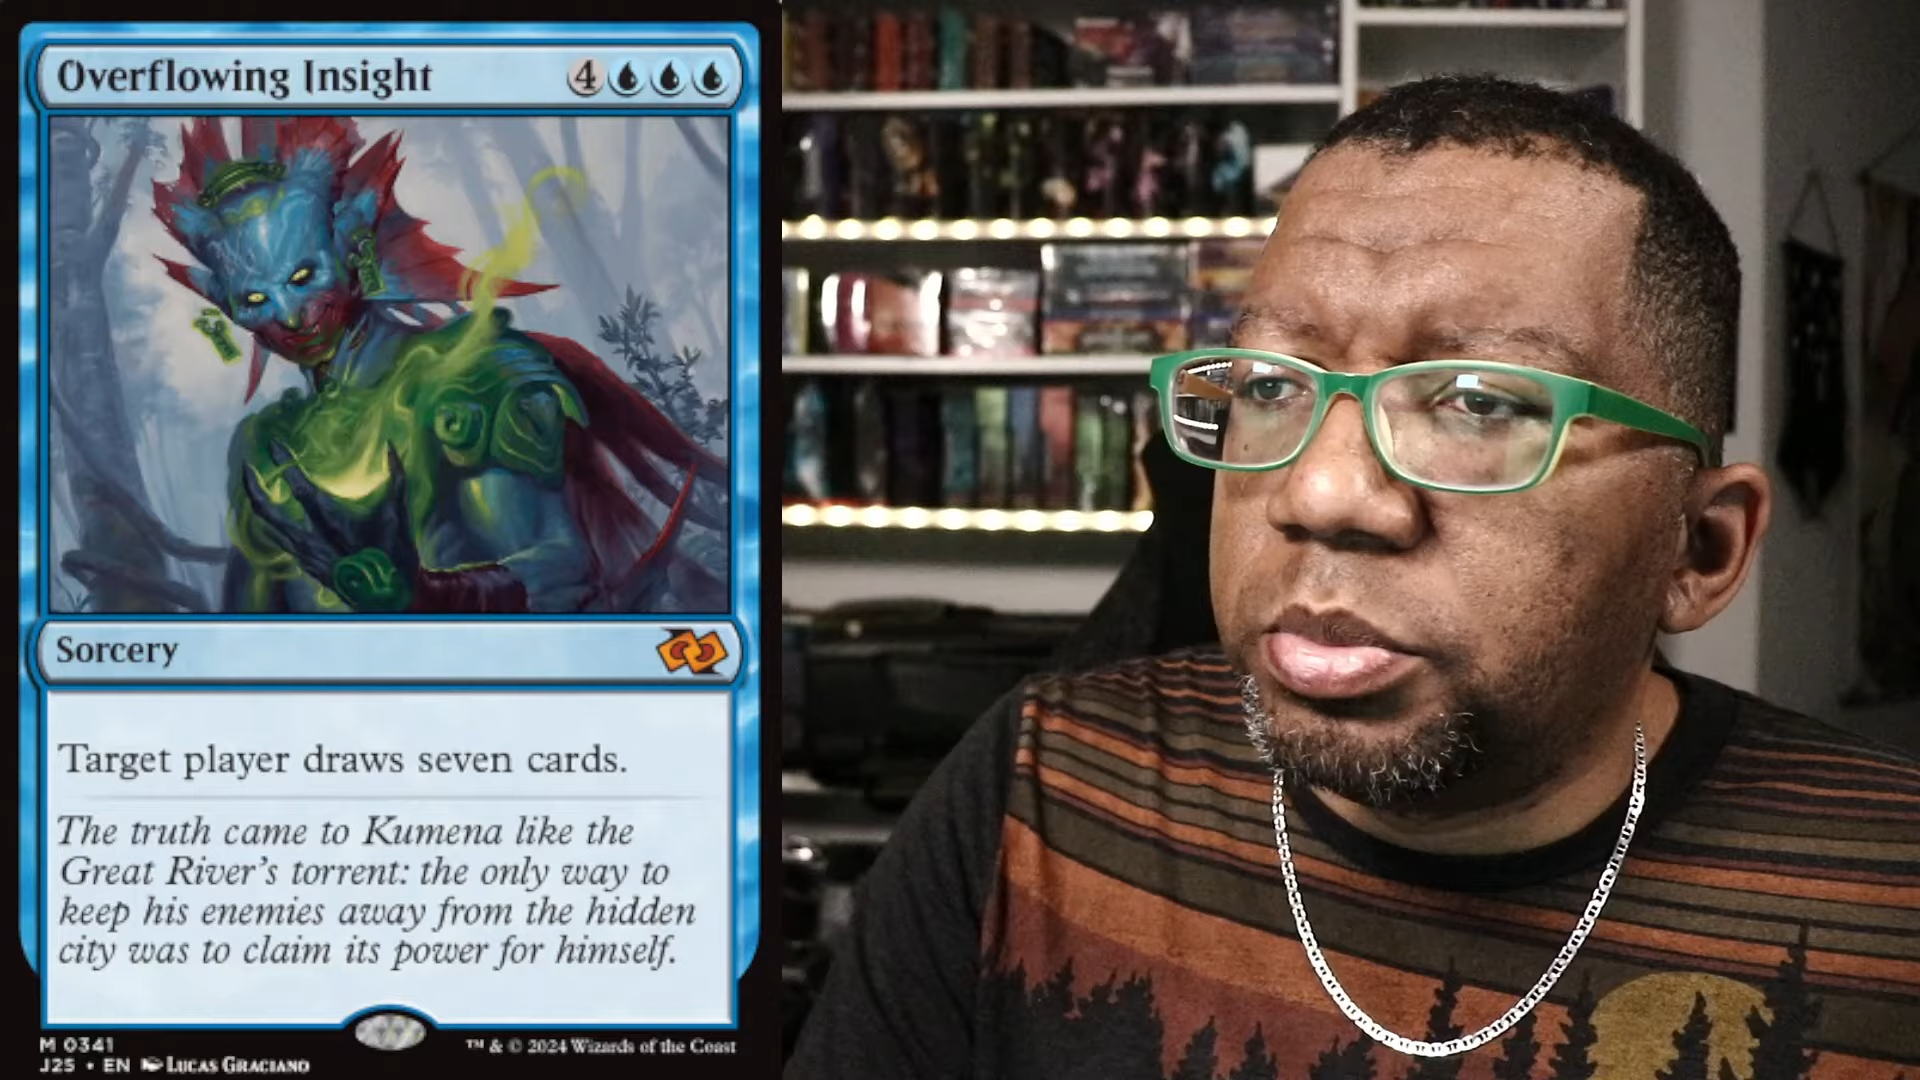 Overflowing Insight 4
Sorcery
Target player draws seven cards.
The truth came to Kumena like the
Great River's torrent: the only way to
keep his enemies away from the hidden
city was to claim its power for himself.
M 0341
J25 • EN LUCAS GRACIANO
™ & © 2024 Wizards of the Coast